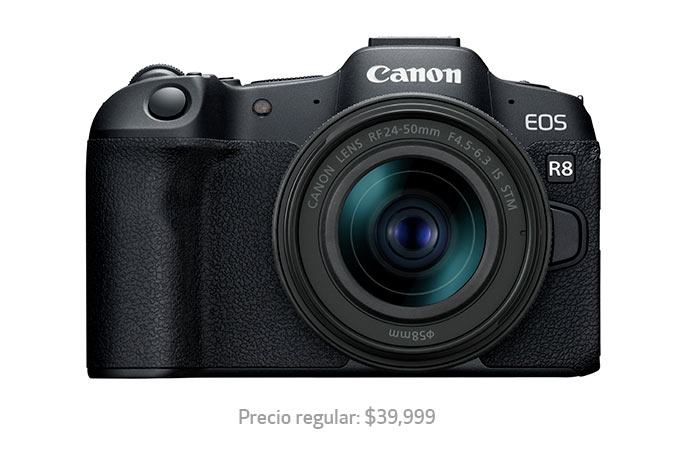 Canon
EOS
R8
CANON LENS RF24-50mm F4.5-6.3 IS STM
φ58mm
Precio regular: $39,999